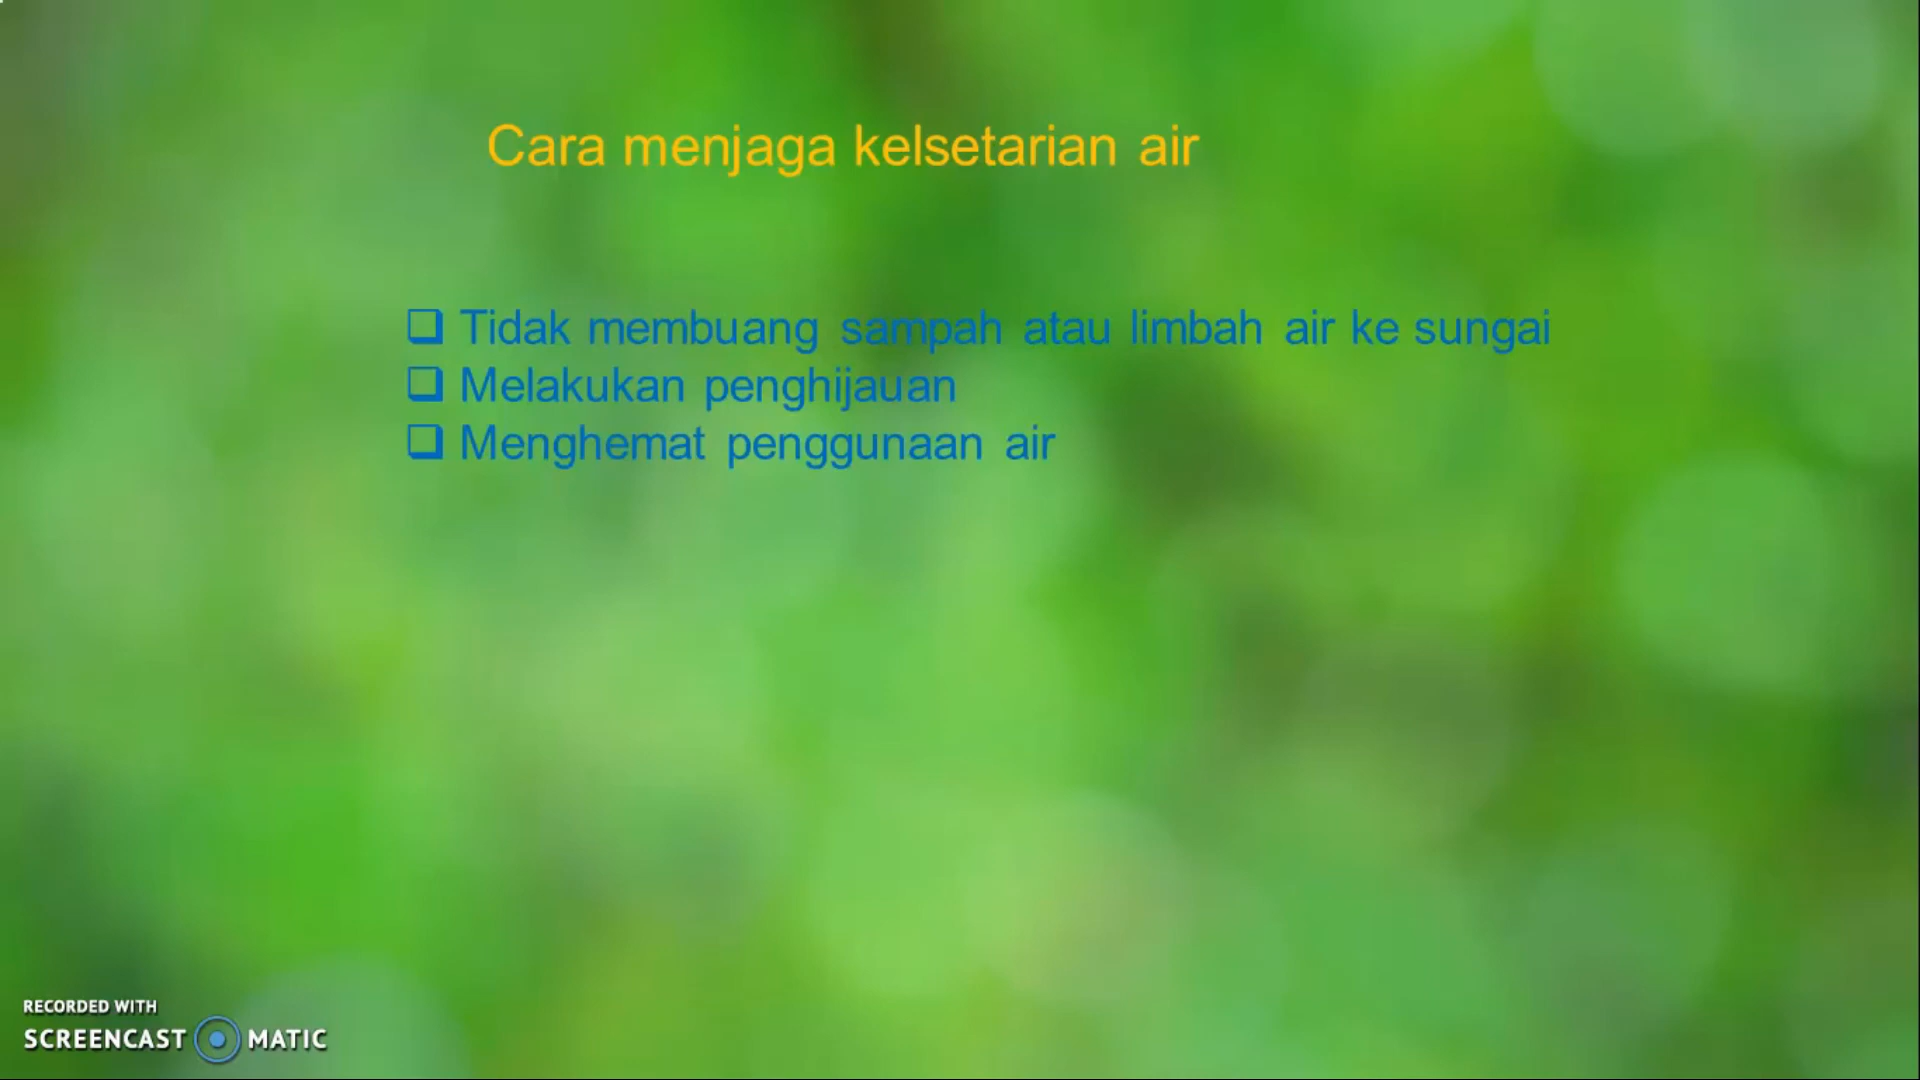 Cara menjaga kelsetarian air
❑ Tidak membuang sampah atau limbah air ke sungai
❑ Melakukan penghijauan
❑ Menghemat penggunaan air
RECORDED WITH
SCREENCAST MATIC